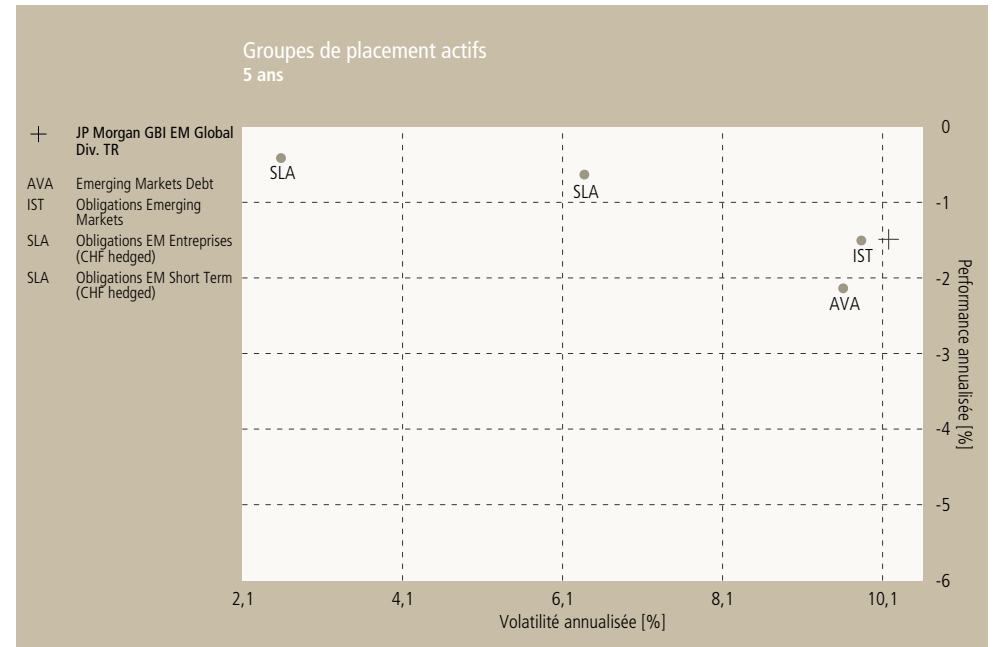 Groupes de placement actifs
5 ans
JP Morgan GBI EM Global
Div. TR
AVA Emerging Markets Debt
IST Obligations Emerging
Markets
SLA Obligations EM Entreprises
(CHF hedged)
SLA Obligations EM Short Term
(CHF hedged)
SLA
SLA
IST
AVA
0
-1
-2
-3
-4
-5
-6
Performance annualisée [%]
2,1 4,1 6,1 8,1 10,1
Volatilité annualisée [%]